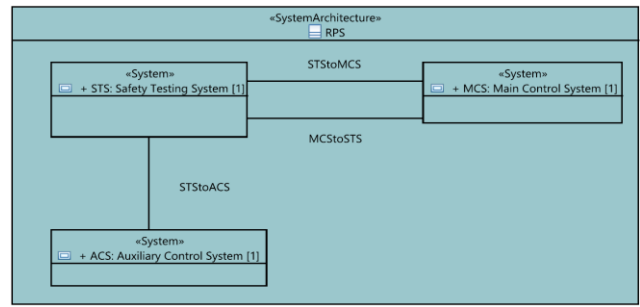 «SystemArchitecture»
RPS
«System»
+ STS: Safety Testing System [1]
STStoMCS
«System»
+ MCS: Main Control System [1]
MCStoSTS
STStoACS
«System»
+ ACS: Auxiliary Control System [1]